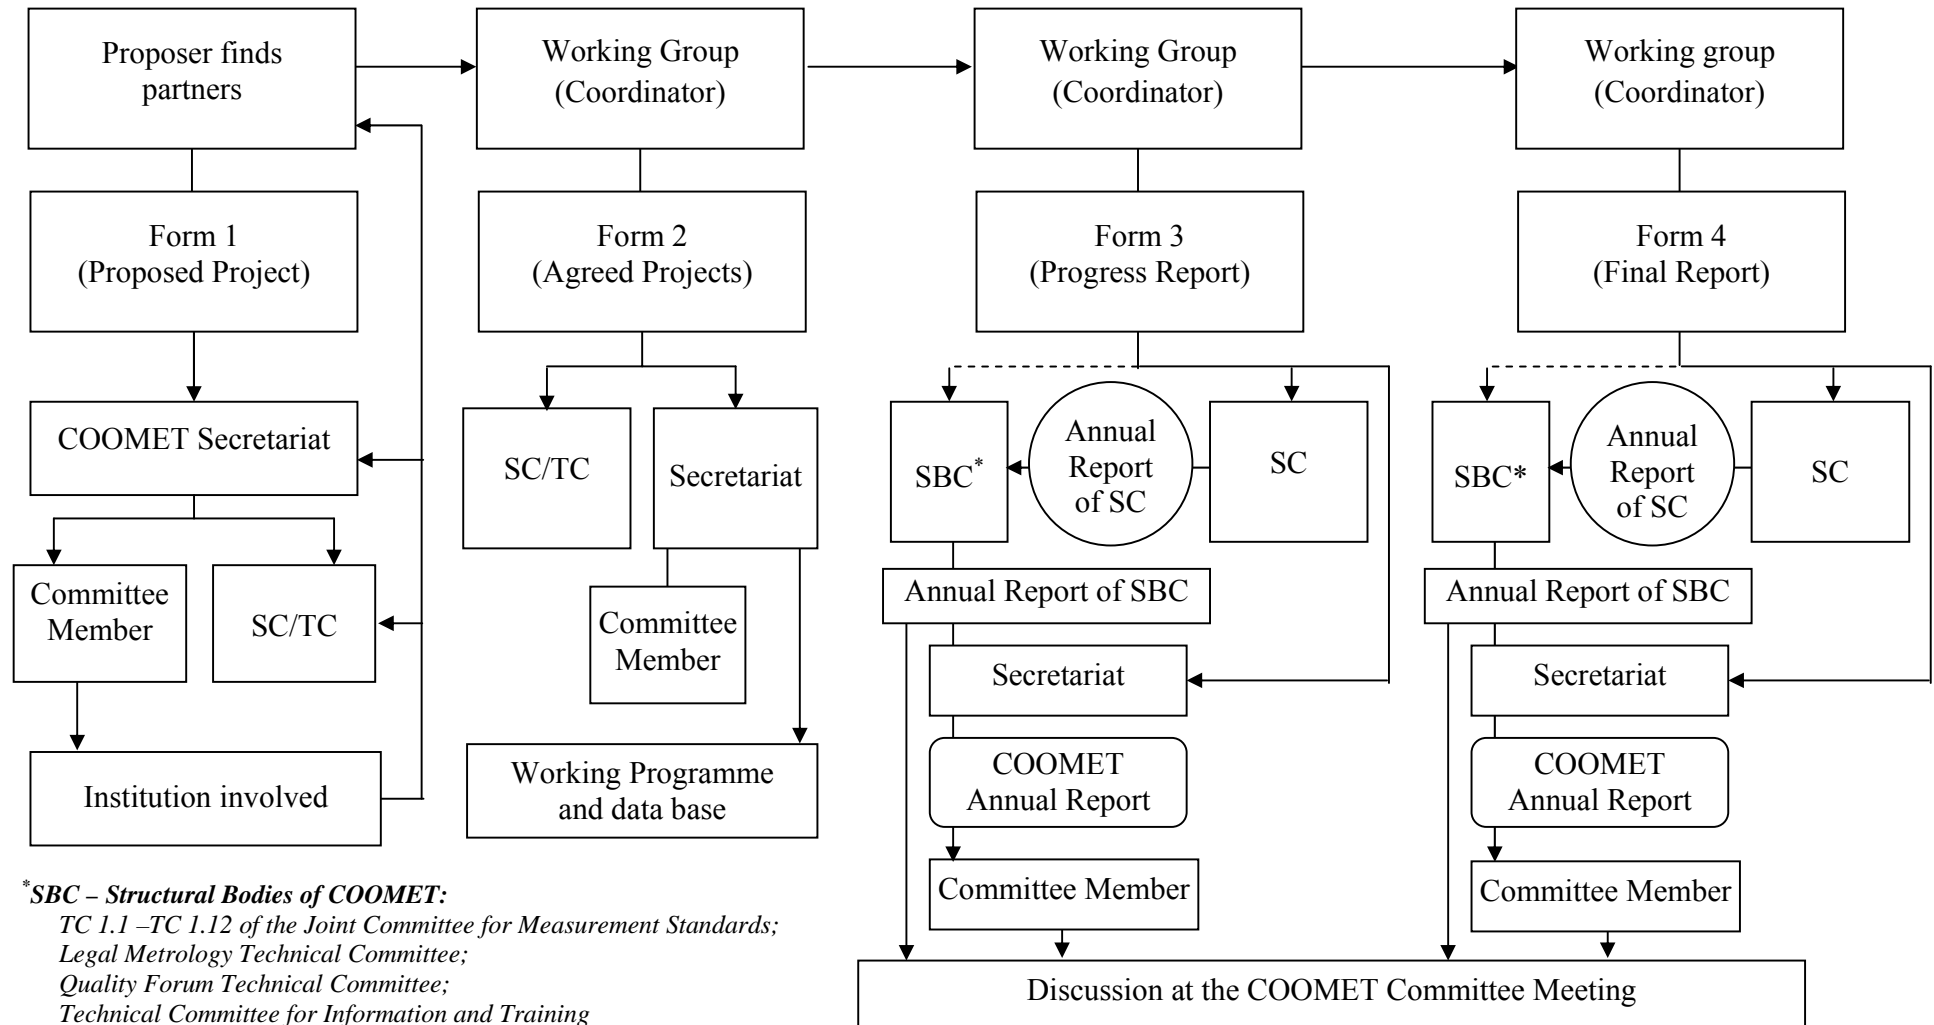 Proposer finds
partners
Working Group
(Coordinator)
Working Group
(Coordinator)
Working group
(Coordinator)
Form 1
(Proposed Project)
Form 2
(Agreed Projects)
Form 3
(Progress Report)
Form 4
(Final Report)
COOMET Secretariat
SC/TC
Secretariat
SBC*
Annual
Report
of SC
SC
SBC*
Annual
Report
of SC
SC
Committee
Member
SC/TC
Committee
Member
Annual Report of SBC
Annual Report of SBC
Secretariat
Secretariat
Institution involved
Working Programme
and data base
COOMET
Annual Report
COOMET
Annual Report
Committee Member
Committee Member
*SBC – Structural Bodies of COOMET:
TC 1.1 –TC 1.12 of the Joint Committee for Measurement Standards;
Legal Metrology Technical Committee;
Quality Forum Technical Committee;
Technical Committee for Information and Training
Discussion at the COOMET Committee Meeting